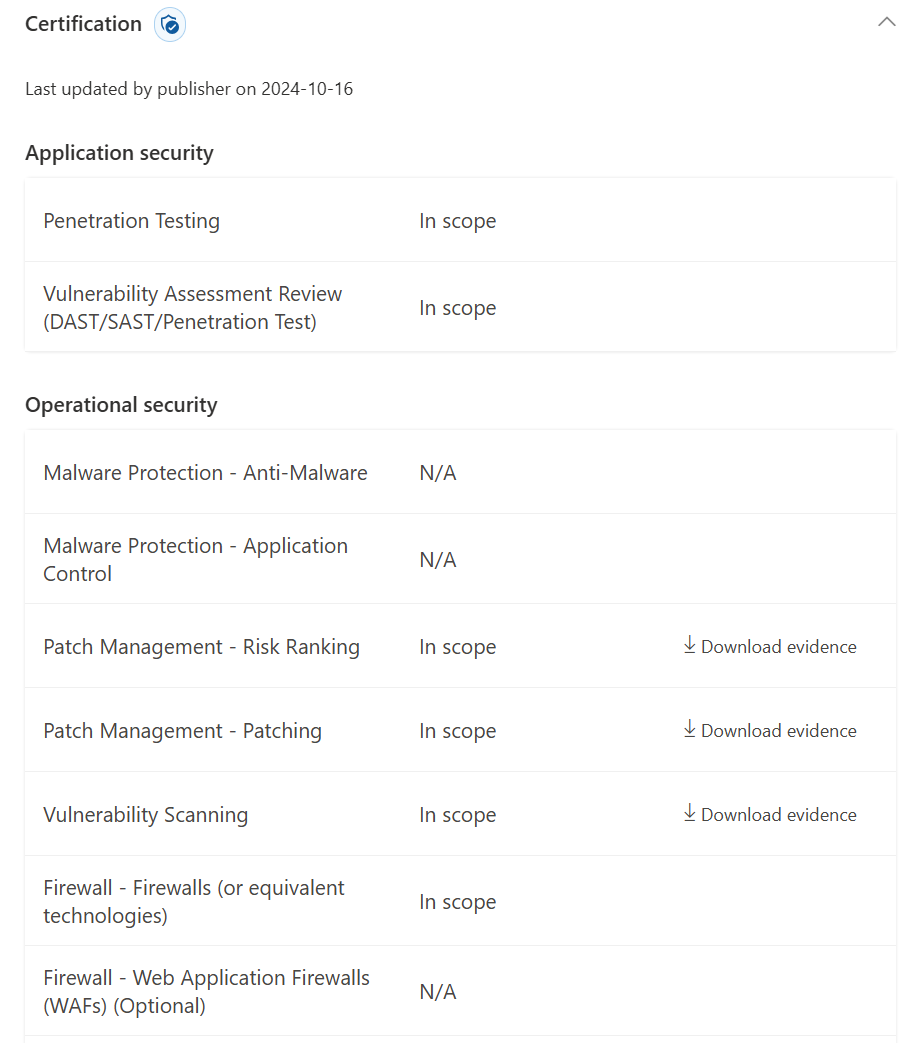 Certification
Last updated by publisher on 2024-10-16
Application security
Penetration Testing In scope
Vulnerability Assessment Review
(DAST/SAST/Penetration Test) In scope
Operational security
Malware Protection - Anti-Malware N/A
Malware Protection - Application
Control N/A
Patch Management - Risk Ranking In scope Download evidence
Patch Management - Patching In scope Download evidence
Vulnerability Scanning In scope Download evidence
Firewall - Firewalls (or equivalent
technologies) In scope
Firewall - Web Application Firewalls
(WAFs) (Optional) N/A